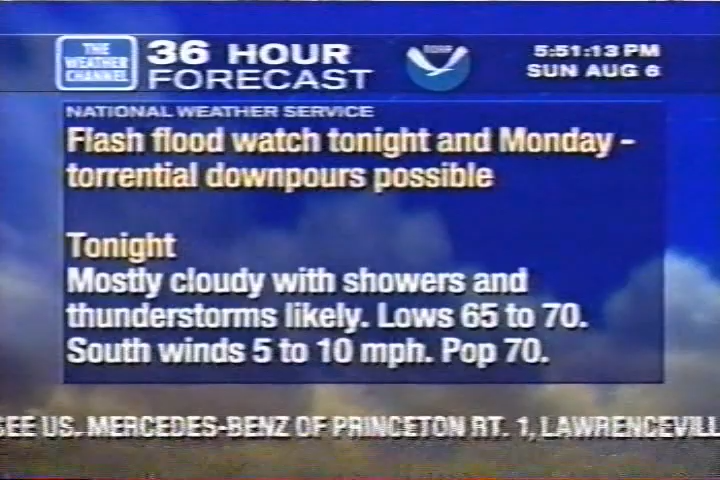 THE
WEATHER
CHANNEL
36 HOUR
FORECAST
NOAA
5:51:13 PM
SUN AUG 6
NATIONAL WEATHER SERVICE
Flash flood watch tonight and Monday -
torrential downpours possible
Tonight
Mostly cloudy with showers and
thunderstorms likely. Lows 65 to 70.
South winds 5 to 10 mph. Pop 70.
SEE US. MERCEDES-BENZ OF PRINCETON RT. 1, LAWRENCEVILL